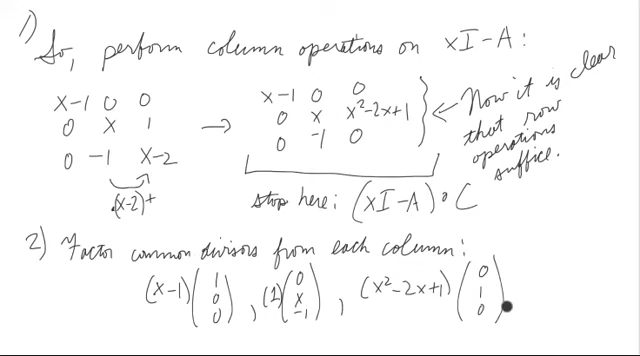 1) So, perform column operations on xI-A:
x-1 0 0
0 x 1
0 -1 x-2
(x-2)+
→
x-1 0 0
0 x x²-2x+1
0 -1 0
← Now it is clear
that row
operations
suffice.
stop here: (xI-A)·C
2) Factor common divisors from each column:
(x-1)(1 0 0), (1)(0 x -1), (x²-2x+1)(0 1 0)